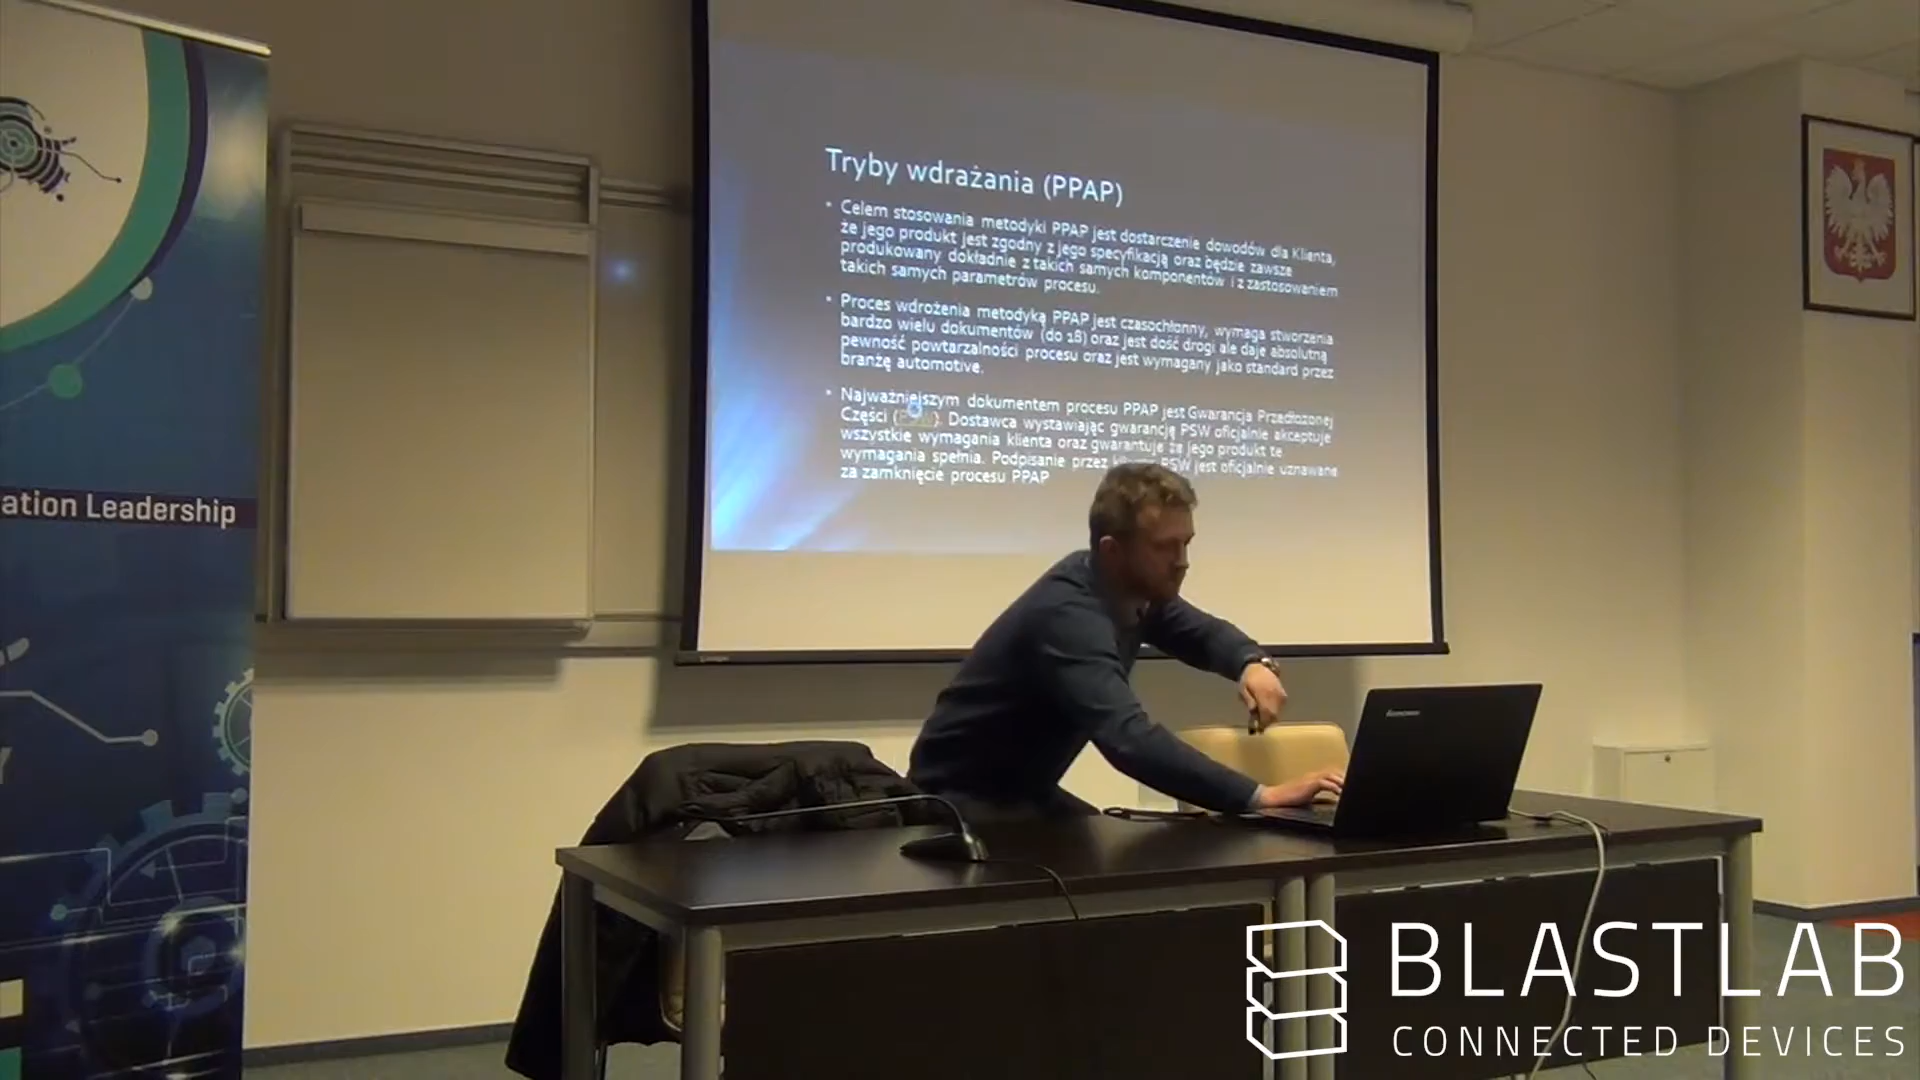 Tryby wdrażania (PPAP)
Celem stosowania metodyki PPAP jest dostarczenie dowodów dla Klienta,
że jego produkt jest zgodny z jego specyfikacją oraz będzie zawsze
produkowany dokładnie z takich samych komponentów i z zastosowaniem
takich samych parametrów procesu.
Proces wdrożenia metodyką PPAP jest czasochłonny, wymaga stworzenia
bardzo wielu dokumentów (do 18) oraz jest dość drogi ale daje absolutną
pewność powtarzalności procesu oraz jest wymagany jako standard przez
branżę automotive.
Najważniejszym dokumentem procesu PPAP jest Gwarancja Przedłożonej
Części (PSW). Dostawca wystawiając gwarancję PSW oficjalnie akceptuje
wszystkie wymagania klienta oraz gwarantuje że jego produkt te
wymagania spełnia. Podpisanie przez klienta PSW jest oficjalnie uznawane
za zamknięcie procesu PPAP
ation Leadership
Lenovo
BLASTLAB
CONNECTED DEVICES